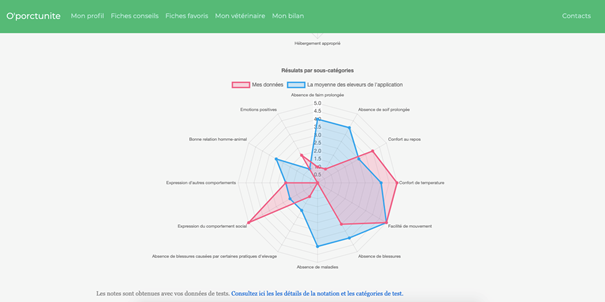 O'porctunite Mon profil Fiches conseils Fiches favoris Mon vétérinaire Mon bilan Contacts
Hébergement approprié
Résulats par sous-catégories
Mes données La moyenne des eleveurs de l'application
Absence de faim prolongée
5.0
Emotions positives 4.5 Absence de soif prolongée
4.0
3.5
3.0
Bonne relation homme-animal 2.5 Confort au repos
2.0
1.5
1.0
0.5
Expression d'autres comportements Confort de temperature
Expression du comportement social Facilité de mouvement
Absence de blessures causées par certaines pratiques d'élevage Absence de blessures
Absence de maladies
Les notes sont obtenues avec vos données de tests. Consultez ici les les détails de la notation et les catégories de test.